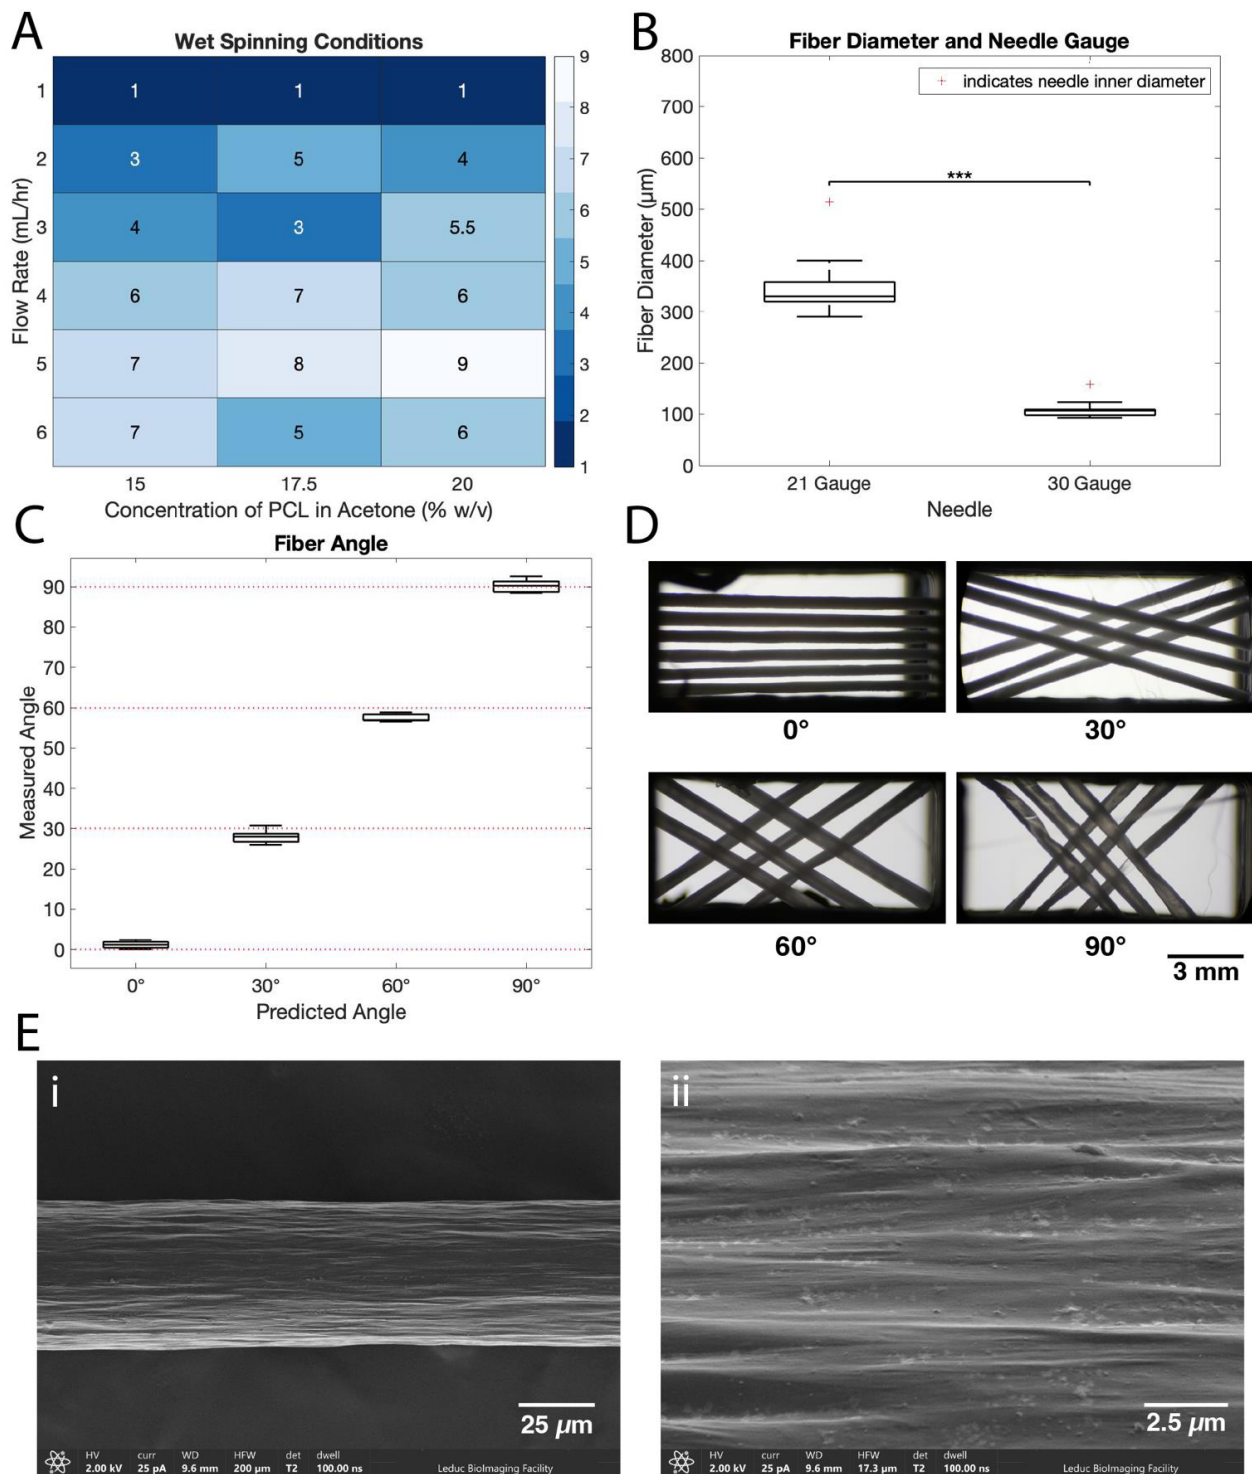 A
Wet Spinning Conditions
1 1 1 1
2 3 5 4
3 4 3 5.5
4 6 7 6
5 7 8 9
6 7 5 6
15 17.5 20
Concentration of PCL in Acetone (% w/v)
Flow Rate (mL/hr)
9
8
7
6
5
4
3
2
1
B
Fiber Diameter and Needle Gauge
+ indicates needle inner diameter
***
800
700
600
500
400
300
200
100
0
Fiber Diameter (µm)
21 Gauge 30 Gauge
Needle
C
Fiber Angle
90
80
70
60
50
40
30
20
10
0
Measured Angle
0° 30° 60° 90°
Predicted Angle
D
0° 30°
60° 90°
3 mm
E
i
25 µm
HV curr WD HFW det dwell
2.00 kV 25 pA 9.6 mm 200 µm T2 100.00 ns Leduc BioImaging Facility
ii
2.5 µm
HV curr WD HFW det dwell
2.00 kV 25 pA 9.6 mm 17.3 µm T2 100.00 ns Leduc BioImaging Facility